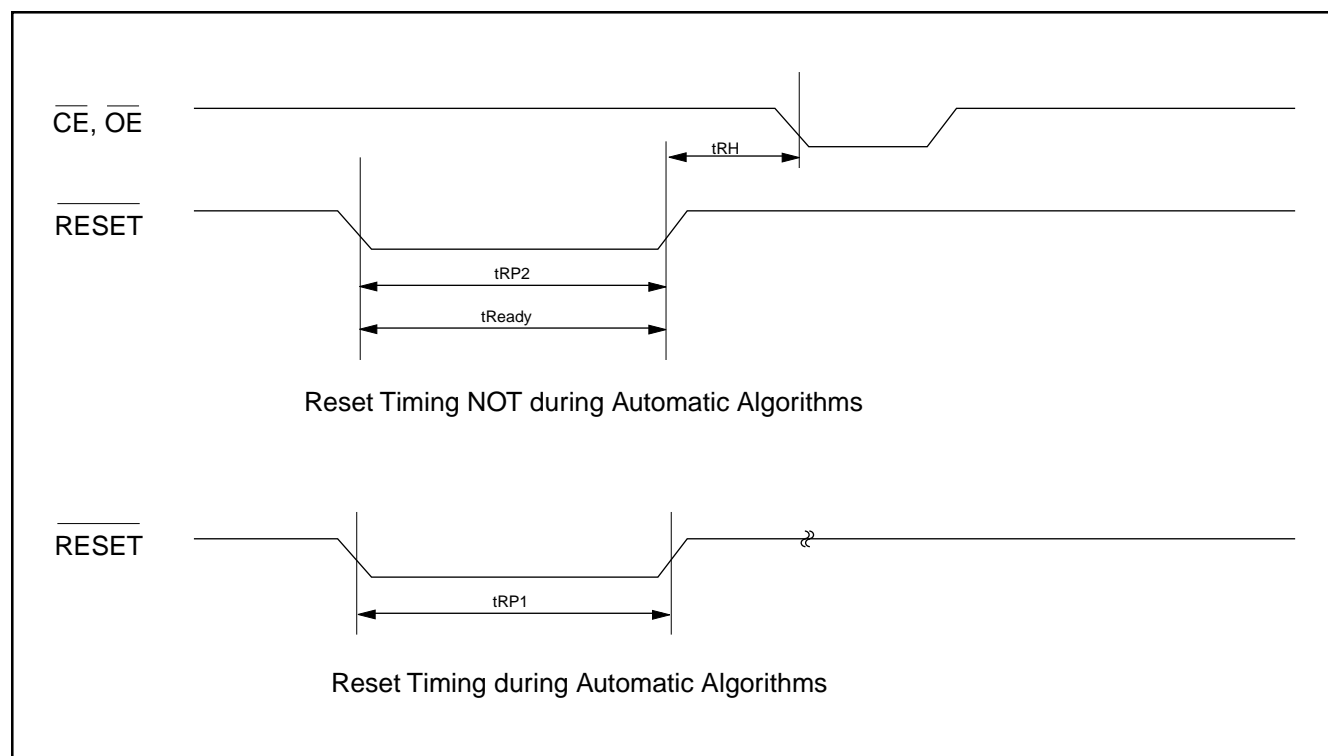 CE, OE
tRH
RESET
tRP2
tReady
Reset Timing NOT during Automatic Algorithms
RESET
tRP1
Reset Timing during Automatic Algorithms